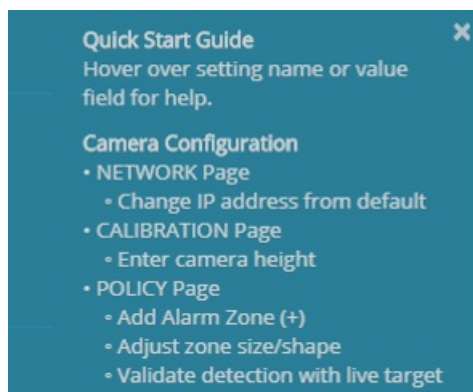 Quick Start Guide
Hover over setting name or value
field for help.
Camera Configuration
• NETWORK Page
∘ Change IP address from default
• CALIBRATION Page
∘ Enter camera height
• POLICY Page
∘ Add Alarm Zone (+)
∘ Adjust zone size/shape
∘ Validate detection with live target